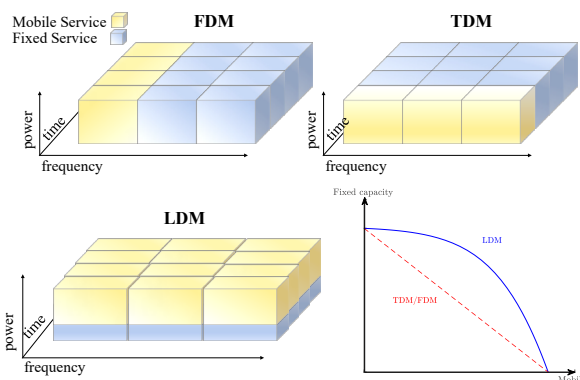 Mobile Service
Fixed Service
FDM
TDM
power
time
frequency
power
time
frequency
LDM
power
time
frequency
Fixed capacity
LDM
TDM/FDM